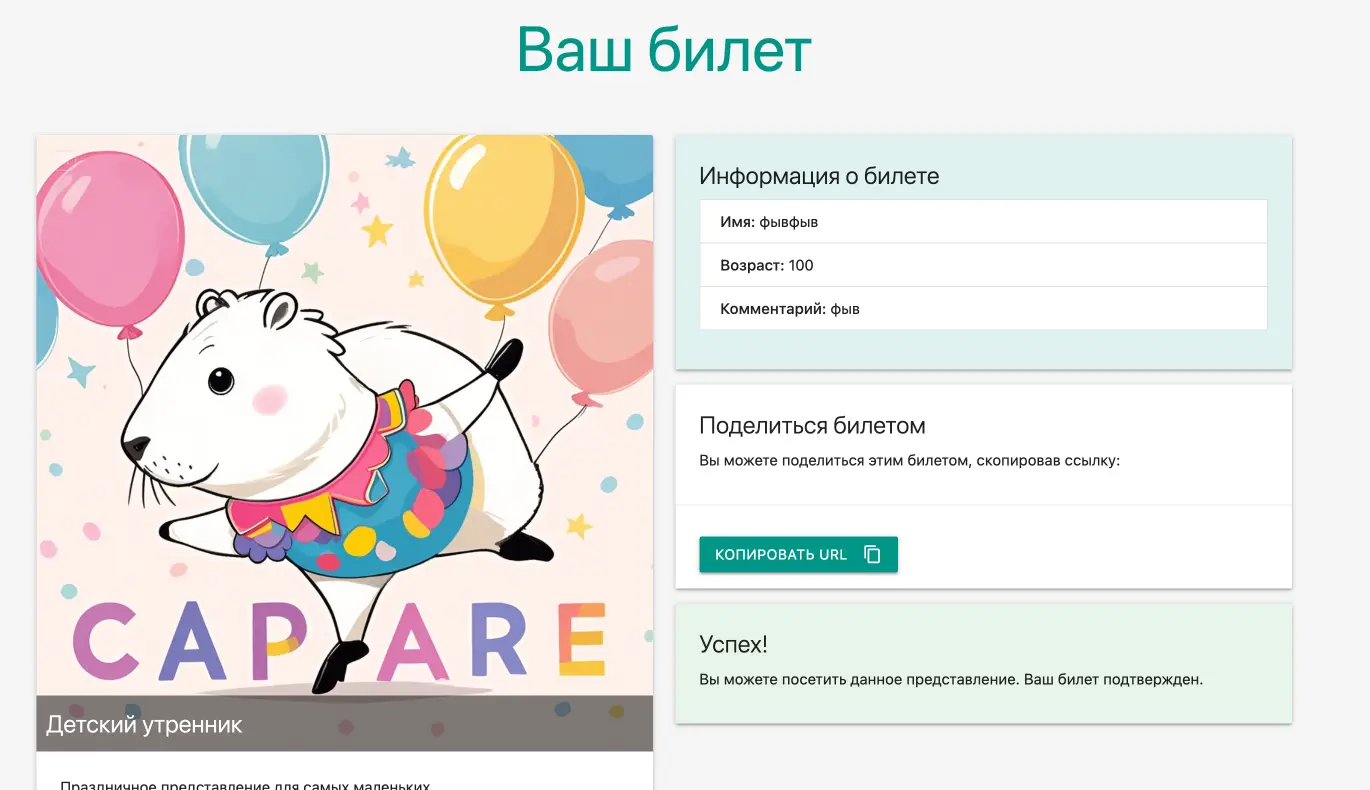 Ваш билет
CAPARE
Детский утренник
Праздничное представление для самых маленьких
Информация о билете
Имя: фывфыв
Возраст: 100
Комментарий: фыв
Поделиться билетом
Вы можете поделиться этим билетом, скопировав ссылку:
КОПИРОВАТЬ URL
Успех!
Вы можете посетить данное представление. Ваш билет подтвержден.